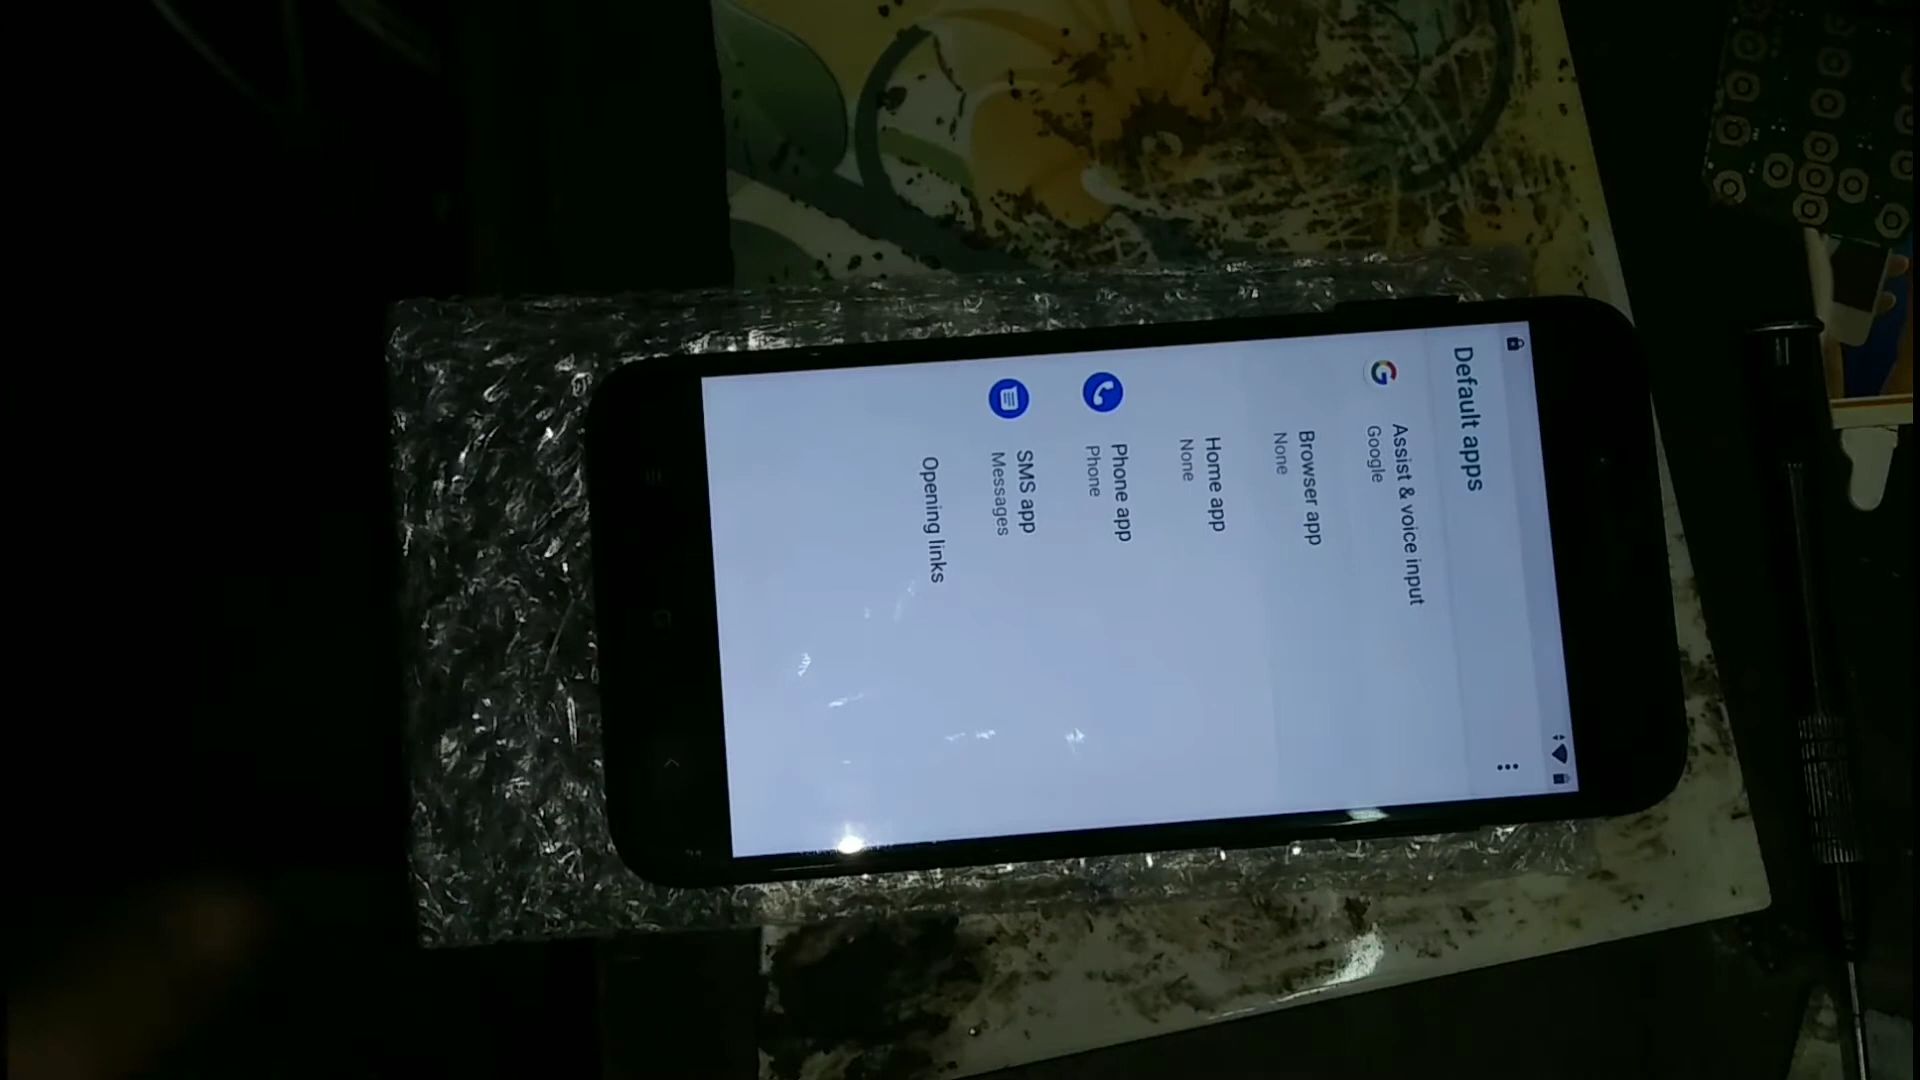 Default apps
Assist & voice input
Google
Browser app
None
Home app
None
Phone app
Phone
SMS app
Messages
Opening links